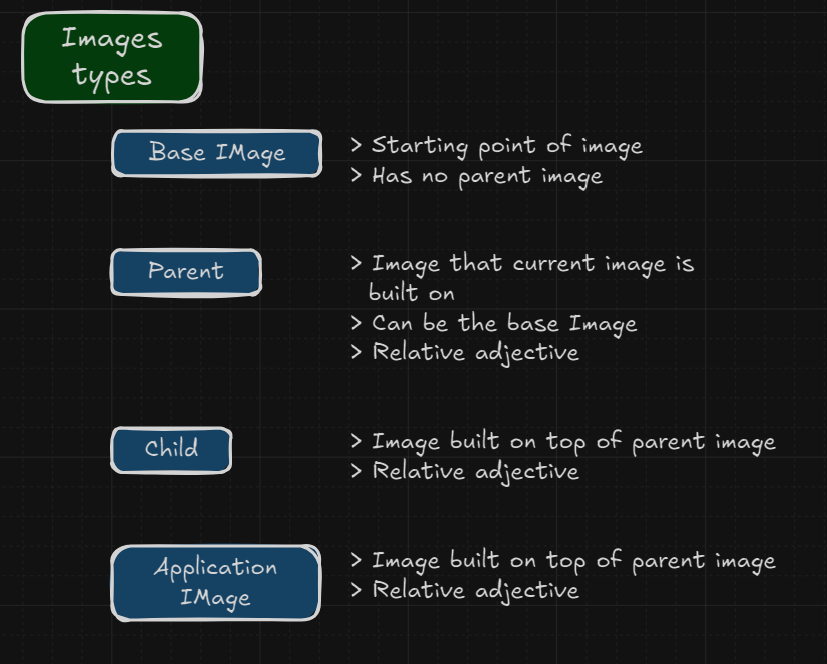 Images
types
Base IMage
> Starting point of image
> Has no parent image
Parent
> Image that current image is
built on
> Can be the base Image
> Relative adjective
Child
> Image built on top of parent image
> Relative adjective
Application
IMage
> Image built on top of parent image
> Relative adjective